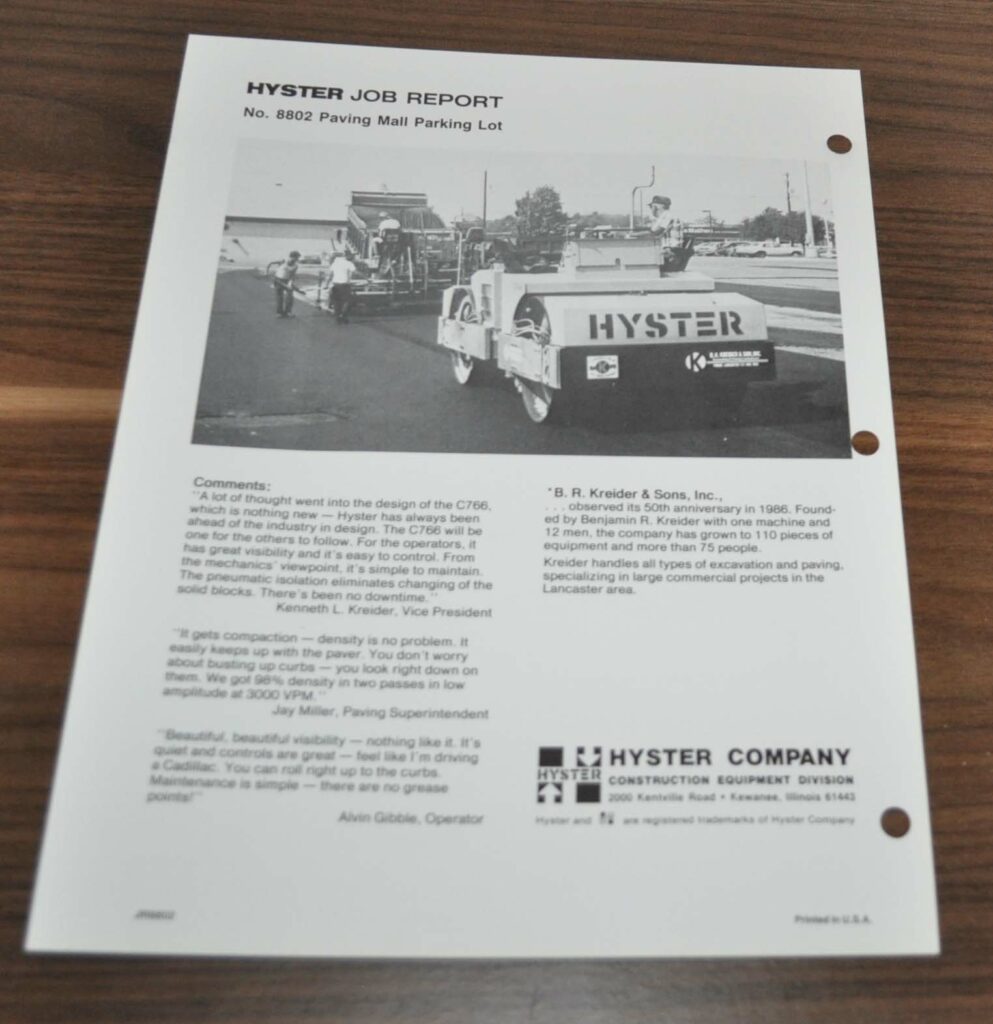 HYSTER JOB REPORT
No. 8802 Paving Mall Parking Lot
HYSTER
Comments:
"A lot of thought went into the design of the C766,
which is nothing new — Hyster has always been
ahead of the industry in design. The C766 will be
one for the others to follow. For the operators, it
has great visibility and it's easy to control. From
the mechanics' viewpoint, it's simple to maintain.
The pneumatic isolation eliminates changing of the
solid blocks. There's been no downtime."
Kenneth L. Kreider, Vice President
"It gets compaction — density is no problem. It
easily keeps up with the paver. You don't worry
about busting up curbs — you look right down on
them. We got 98% density in two passes in low
amplitude at 3000 VPM."
Jay Miller, Paving Superintendent
"Beautiful, beautiful visibility — nothing like it. It's
quiet and controls are great — feel like I'm driving
a Cadillac. You can roll right up to the curbs.
Maintenance is simple — there are no grease
points!"
Alvin Gibble, Operator
*B. R. Kreider & Sons, Inc.,
. . . observed its 50th anniversary in 1986. Found-
ed by Benjamin R. Kreider with one machine and
12 men, the company has grown to 110 pieces of
equipment and more than 75 people.
Kreider handles all types of excavation and paving,
specializing in large commercial projects in the
Lancaster area.
HYSTER
HYSTER COMPANY
CONSTRUCTION EQUIPMENT DIVISION
2000 Kentville Road • Kewanee, Illinois 61443
Hyster and are registered trademarks of Hyster Company
JR8802
Printed in U.S.A.